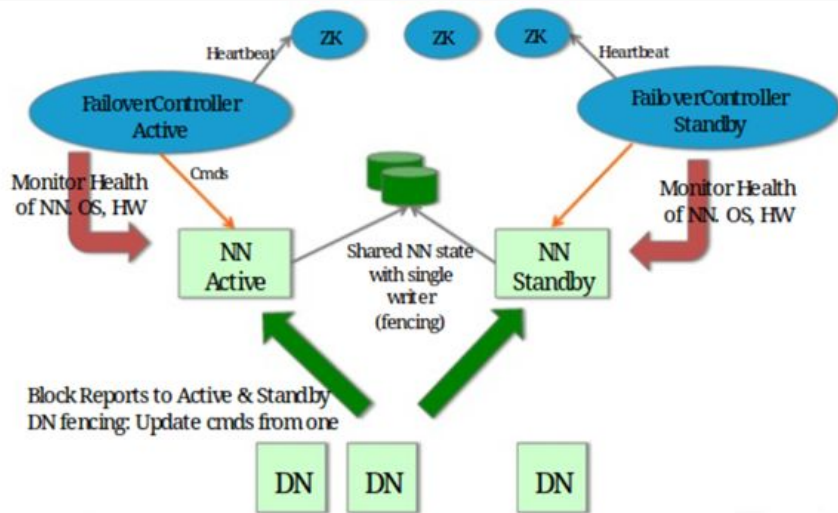 ZK
ZK
ZK
Heartbeat
Heartbeat
FailoverController
Active
FailoverController
Standby
Cmds
Monitor Health
of NN. OS, HW
Monitor Health
of NN. OS, HW
NN
Active
Shared NN state
with single
writer
(fencing)
NN
Standby
Block Reports to Active & Standby
DN fencing: Update cmds from one
DN
DN
DN